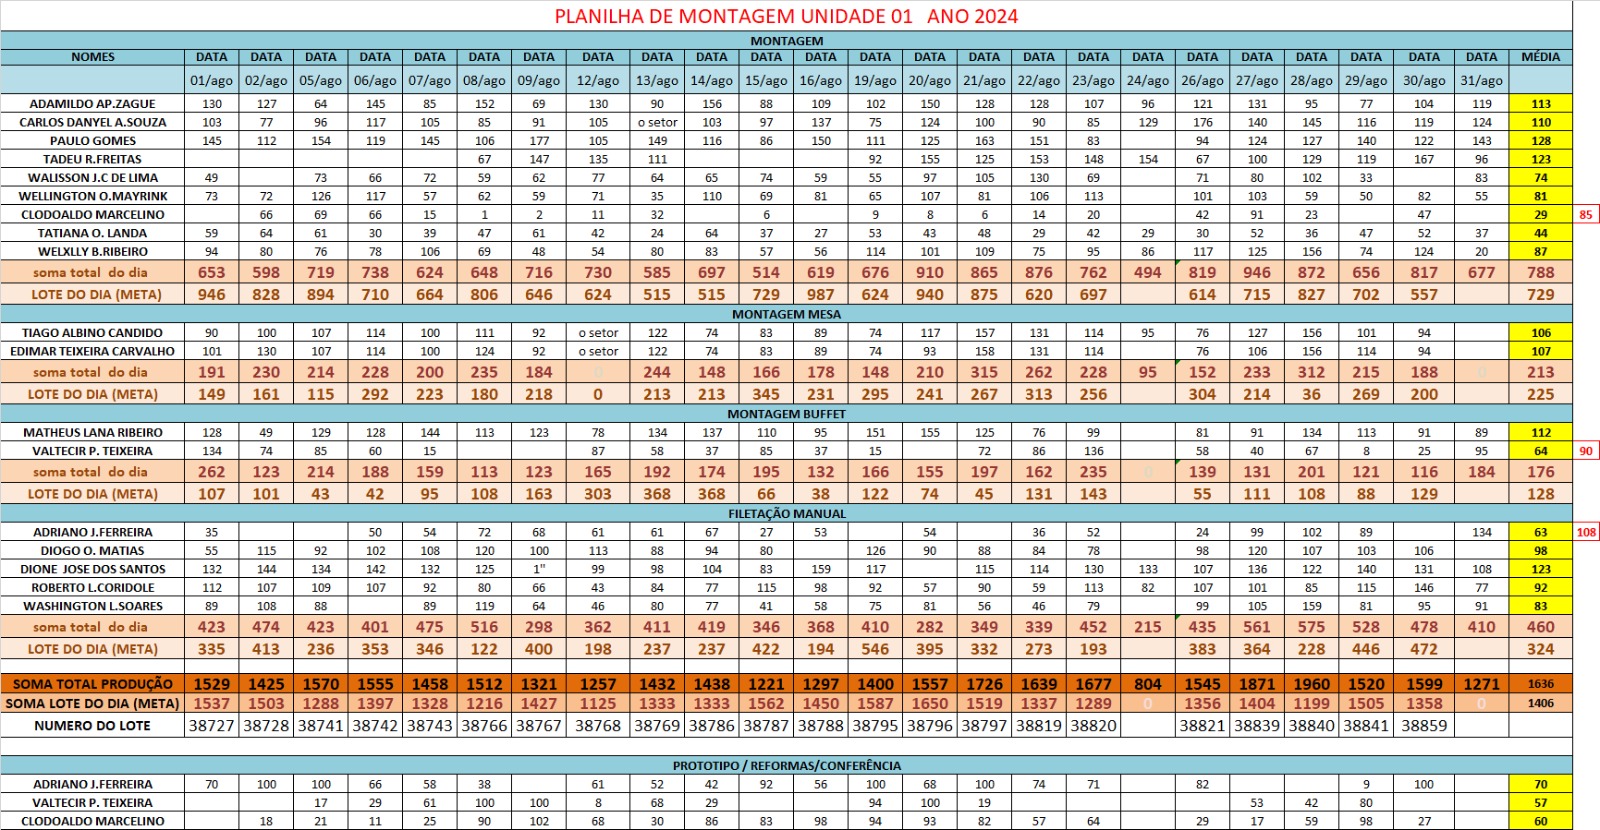 PLANILHA DE MONTAGEM UNIDADE 01 ANO 2024
MONTAGEM
NOMES DATA DATA DATA DATA DATA DATA DATA DATA DATA DATA DATA DATA DATA DATA DATA DATA DATA DATA DATA DATA DATA DATA DATA DATA MÉDIA
01/ago 02/ago 05/ago 06/ago 07/ago 08/ago 09/ago 12/ago 13/ago 14/ago 15/ago 16/ago 19/ago 20/ago 21/ago 22/ago 23/ago 24/ago 26/ago 27/ago 28/ago 29/ago 30/ago 31/ago
ADAMILDO AP.ZAGUE 130 127 64 145 85 152 69 130 90 156 88 109 102 150 128 128 107 96 121 131 95 77 104 119 113
CARLOS DANYEL A.SOUZA 103 77 96 117 105 85 91 105 o setor 103 97 137 75 124 100 90 85 129 176 140 145 116 119 124 110
PAULO GOMES 145 112 154 119 145 106 177 105 149 116 86 150 111 125 163 151 83 94 124 127 140 122 143 128
TADEU R.FREITAS 67 147 135 111 92 155 125 153 148 154 67 100 129 119 167 96 123
WALISSON J.C DE LIMA 49 73 66 72 59 62 77 64 65 74 59 55 97 105 130 69 71 80 102 33 83 74
WELLINGTON O.MAYRINK 73 72 126 117 57 62 59 71 35 110 69 81 65 107 81 106 113 101 103 59 50 82 55 81
CLODOALDO MARCELINO 66 69 66 15 1 2 11 32 6 9 8 6 14 20 42 91 23 47 29 85
TATIANA O. LANDA 59 64 61 30 39 47 61 42 24 64 37 27 53 43 48 29 42 29 30 52 36 47 52 37 44
WELXLLY B.RIBEIRO 94 80 76 78 106 69 48 54 80 83 57 56 114 101 109 75 95 86 117 125 156 74 124 20 87
soma total do dia 653 598 719 738 624 648 716 730 585 697 514 619 676 910 865 876 762 494 819 946 872 656 817 677 788
LOTE DO DIA (META) 946 828 894 710 664 806 646 624 515 515 729 987 624 940 875 620 697 614 715 827 702 557 729
MONTAGEM MESA
TIAGO ALBINO CANDIDO 90 100 107 114 100 111 92 o setor 122 74 83 89 74 117 157 131 114 95 76 127 156 101 94 106
EDIMAR TEIXEIRA CARVALHO 101 130 107 114 100 124 92 o setor 122 74 83 89 74 93 158 131 114 76 106 156 114 94 107
soma total do dia 191 230 214 228 200 235 184 0 244 148 166 178 148 210 315 262 228 95 152 233 312 215 188 0 213
LOTE DO DIA (META) 149 161 115 292 223 180 218 0 213 213 345 231 295 241 267 313 256 304 214 36 269 200 225
MONTAGEM BUFFET
MATHEUS LANA RIBEIRO 128 49 129 128 144 113 123 78 134 137 110 95 151 155 125 76 99 81 91 134 113 91 89 112
VALTECIR P. TEIXEIRA 134 74 85 60 15 87 58 37 85 37 15 72 86 136 58 40 67 8 25 95 64 90
soma total do dia 262 123 214 188 159 113 123 165 192 174 195 132 166 155 197 162 235 0 139 131 201 121 116 184 176
LOTE DO DIA (META) 107 101 43 42 95 108 163 303 368 368 66 38 122 74 45 131 143 55 111 108 88 129 128
FILETAÇÃO MANUAL
ADRIANO J.FERREIRA 35 50 54 72 68 61 61 67 27 53 54 36 52 24 99 102 89 134 63 108
DIOGO O. MATIAS 55 115 92 102 108 120 100 113 88 94 80 126 90 88 84 78 98 120 107 103 106 98
DIONE JOSE DOS SANTOS 132 144 134 142 132 125 1" 99 98 104 83 159 117 115 114 130 133 107 136 122 140 131 108 123
ROBERTO L.CORIDOLE 112 107 109 107 92 80 66 43 84 77 115 98 92 57 90 59 113 82 107 101 85 115 146 77 92
WASHINGTON L.SOARES 89 108 88 89 119 64 46 80 77 41 58 75 81 56 46 79 99 105 159 81 95 91 83
soma total do dia 423 474 423 401 475 516 298 362 411 419 346 368 410 282 349 339 452 215 435 561 575 528 478 410 460
LOTE DO DIA (META) 335 413 236 353 346 122 400 198 237 237 422 194 546 395 332 273 193 383 364 228 446 472 324
SOMA TOTAL PRODUÇÃO 1529 1425 1570 1555 1458 1512 1321 1257 1432 1438 1221 1297 1400 1557 1726 1639 1677 804 1545 1871 1960 1520 1599 1271 1636
SOMA LOTE DO DIA (META) 1537 1503 1288 1397 1328 1216 1427 1125 1333 1333 1562 1450 1587 1650 1519 1337 1289 0 1356 1404 1199 1505 1358 0 1406
NUMERO DO LOTE 38727 38728 38741 38742 38743 38766 38767 38768 38769 38786 38787 38788 38795 38796 38797 38819 38820 38821 38839 38840 38841 38859
PROTOTIPO / REFORMAS/CONFERÊNCIA
ADRIANO J.FERREIRA 70 100 100 66 58 38 61 52 42 92 56 100 68 100 74 71 82 9 100 70
VALTECIR P. TEIXEIRA 17 29 61 100 100 8 68 29 94 100 19 53 42 80 57
CLODOALDO MARCELINO 18 21 11 25 90 102 68 30 86 83 98 94 93 82 57 64 29 17 59 98 27 60